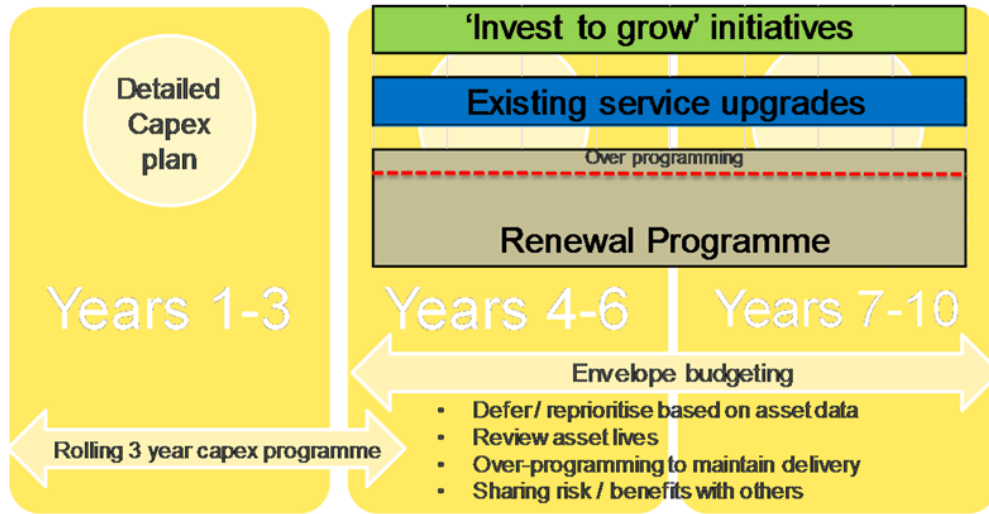 Detailed
Capex
plan
Years 1-3
'Invest to grow' initiatives
Existing service upgrades
Over programming
Renewal Programme
Years 4-6
Years 7-10
Envelope budgeting
• Defer / reprioritise based on asset data
• Review asset lives
• Over-programming to maintain delivery
• Sharing risk / benefits with others
Rolling 3 year capex programme